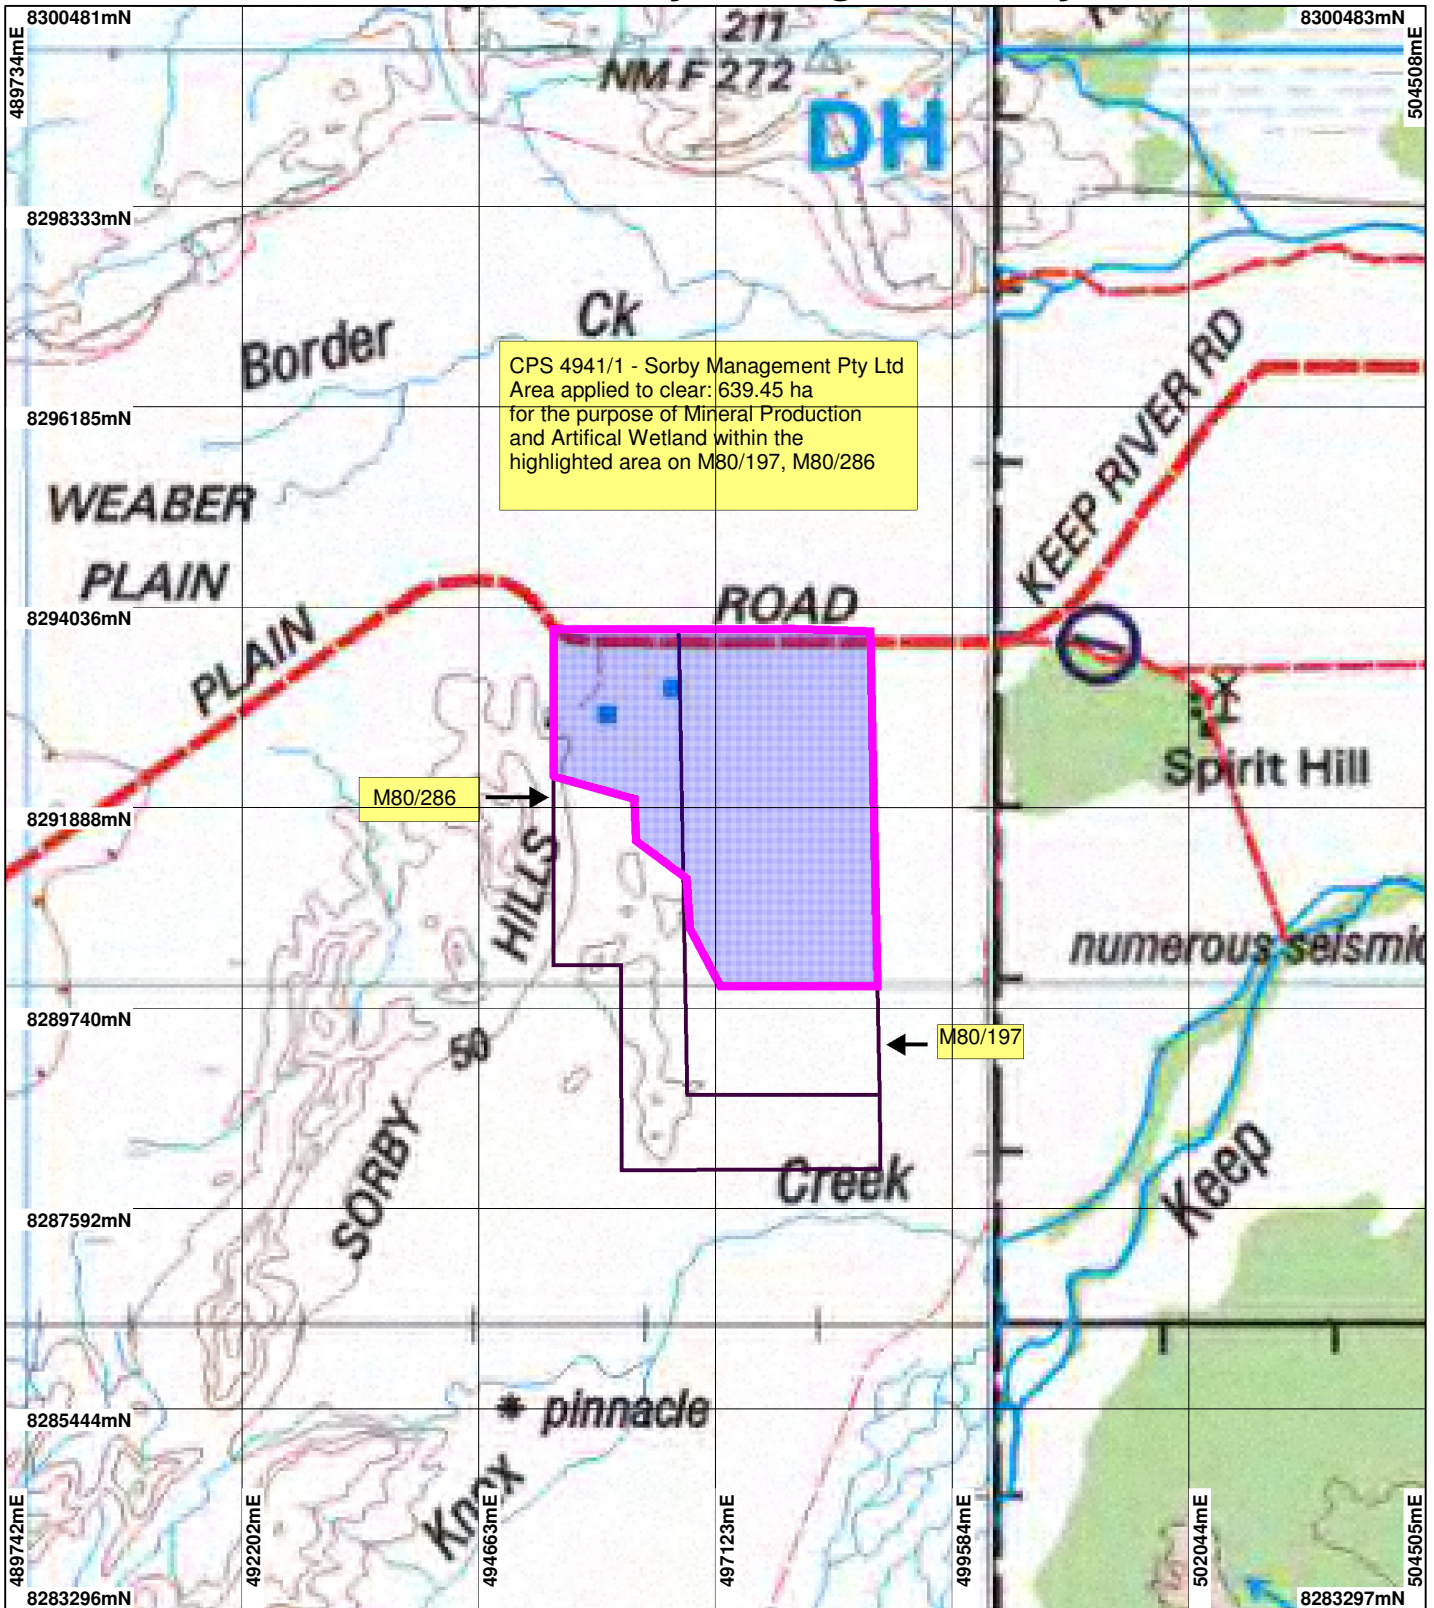 8300481mN
8300483mN
489734mE
504508mE
211
NM F 272
DH
8298333mN
Border
Ck
CPS 4941/1 - Sorby Management Pty Ltd
Area applied to clear: 639.45 ha
for the purpose of Mineral Production
and Artifical Wetland within the
highlighted area on M80/197, M80/286
8296185mN
KEEP RIVER RD
WEABER
PLAIN
8294036mN
ROAD
PLAIN
Spirit Hill
M80/286
8291888mN
HILLS
numerous seismic
8289740mN
M80/197
50
SORBY
Creek
Keep
8287592mN
pinnacle
8285444mN
Knox
489742mE
492202mE
494663mE
497123mE
499584mE
502044mE
504505mE
8283296mN
8283297mN